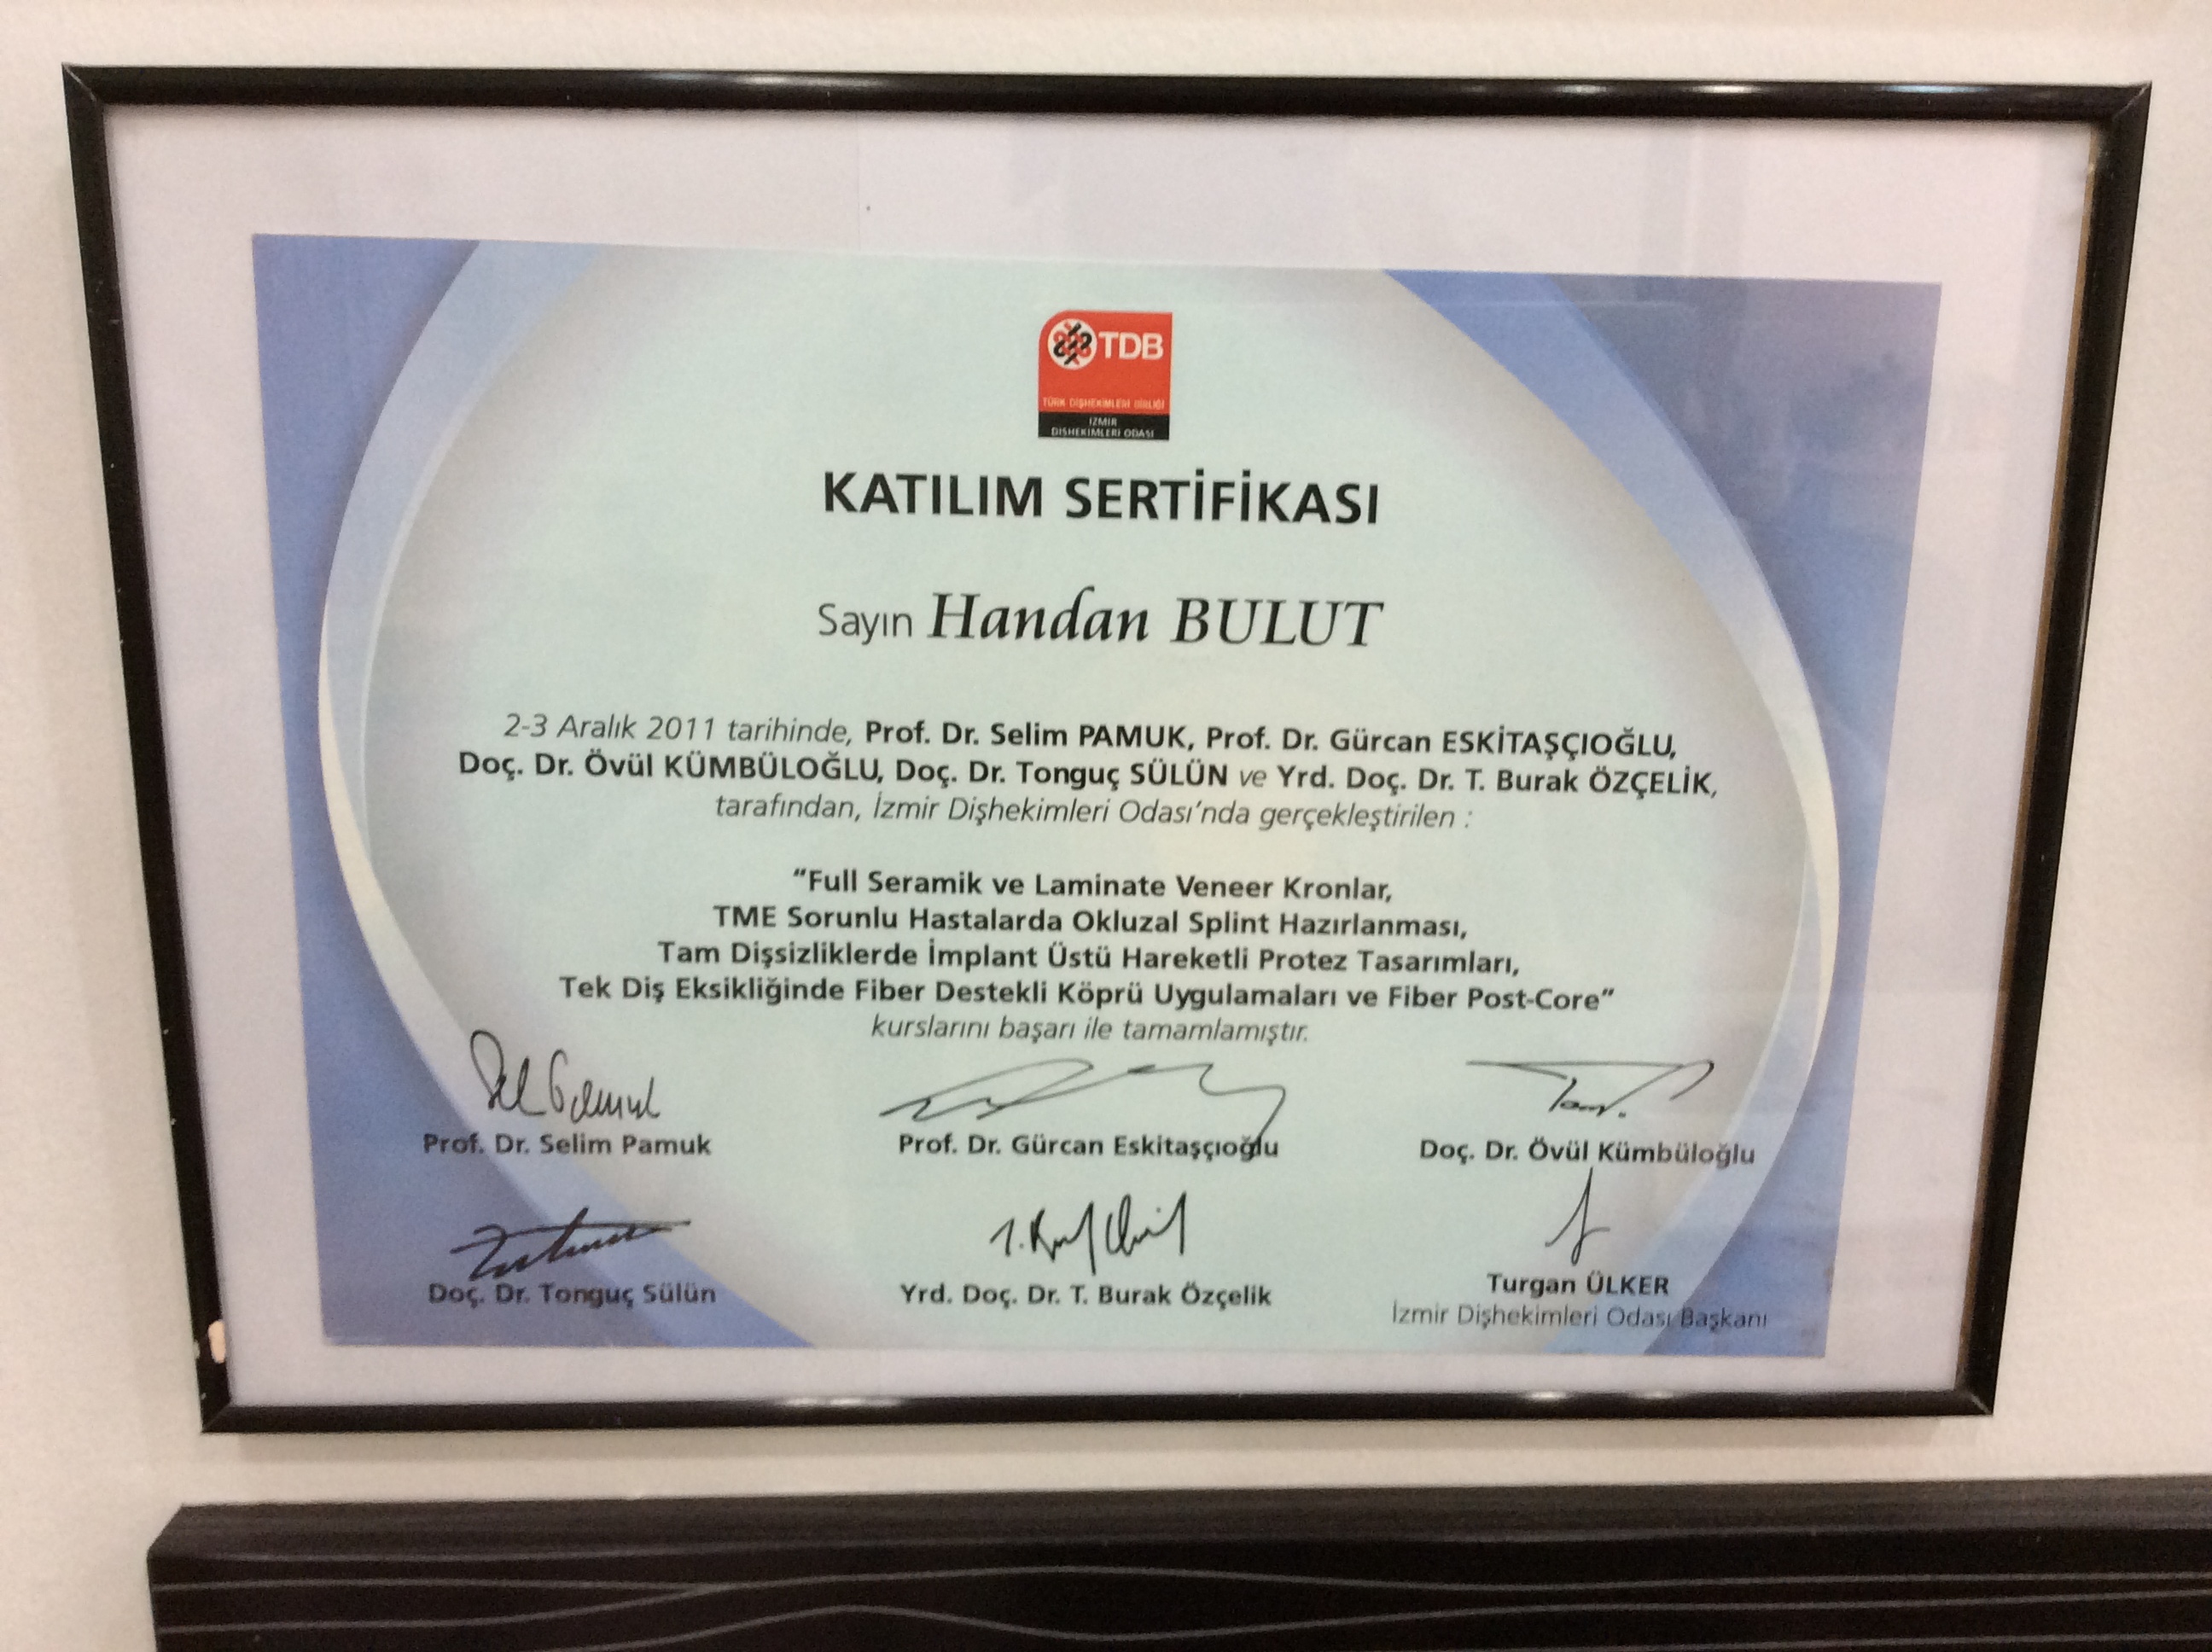 TDB
TÜRK DİŞHEKİMLERİ BİRLİĞİ
İZMİR
DİŞHEKİMLERİ ODASI
KATILIM SERTİFİKASI
Sayın Handan BULUT
2-3 Aralık 2011 tarihinde, Prof. Dr. Selim PAMUK, Prof. Dr. Gürcan ESKİTAŞÇIOĞLU,
Doç. Dr. Övül KÜMBÜLOĞLU, Doç. Dr. Tonguç SÜLÜN ve Yrd. Doç. Dr. T. Burak ÖZÇELİK,
tarafından, İzmir Dişhekimleri Odası'nda gerçekleştirilen :
“Full Seramik ve Laminate Veneer Kronlar,
TME Sorunlu Hastalarda Okluzal Splint Hazırlanması,
Tam Dişsizliklerde İmplant Üstü Hareketli Protez Tasarımları,
Tek Diş Eksikliğinde Fiber Destekli Köprü Uygulamaları ve Fiber Post-Core”
kurslarını başarı ile tamamlamıştır.
Prof. Dr. Selim Pamuk
Prof. Dr. Gürcan Eskitaşçıoğlu
Doç. Dr. Övül Kümbüloğlu
Doç. Dr. Tonguç Sülün
Yrd. Doç. Dr. T. Burak Özçelik
Turgan ÜLKER
İzmir Dişhekimleri Odası Başkanı